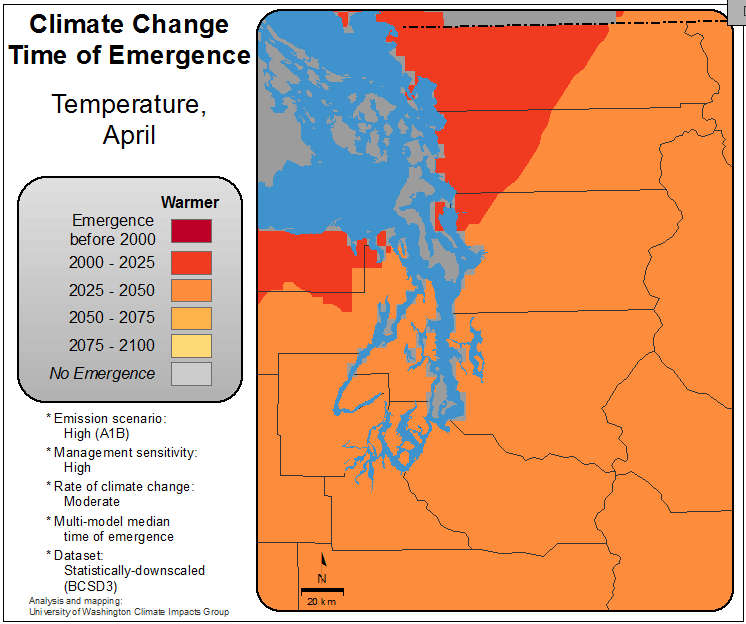 Climate Change
Time of Emergence
Temperature,
April
Warmer
Emergence
before 2000
2000 - 2025
2025 - 2050
2050 - 2075
2075 - 2100
No Emergence
* Emission scenario:
High (A1B)
* Management sensitivity:
High
* Rate of climate change:
Moderate
* Multi-model median
time of emergence
* Dataset:
Statistically-downscaled
(BCSD3)
Analysis and mapping:
University of Washington Climate Impacts Group
N
20 km